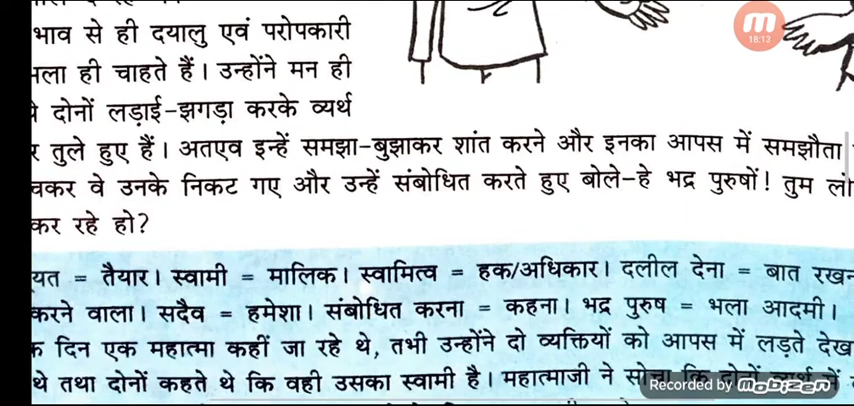 भाव से ही दयालु एवं परोपकारी
भला ही चाहते हैं। उन्होंने मन ही
दोनों लड़ाई-झगड़ा करके व्यर्थ
र तुले हुए हैं। अतएव इन्हें समझा-बुझाकर शांत करने और इनका आपस में समझौता
चकर वे उनके निकट गए और उन्हें संबोधित करते हुए बोले-हे भद्र पुरुषों! तुम लो
कर रहे हो?
यत = तैयार। स्वामी = मालिक। स्वामित्व = हक/अधिकार। दलील देना = बात रखन
करने वाला। सदैव = हमेशा। संबोधित करना = कहना। भद्र पुरुष = भला आदमी।
क दिन एक महात्मा कहीं जा रहे थे, तभी उन्होंने दो व्यक्तियों को आपस में लड़ते देख
थे तथा दोनों कहते थे कि वही उसका स्वामी है। महात्माजी ने सोचा कि दोनों व्यर्थ में
18:13
Recorded by mobizen